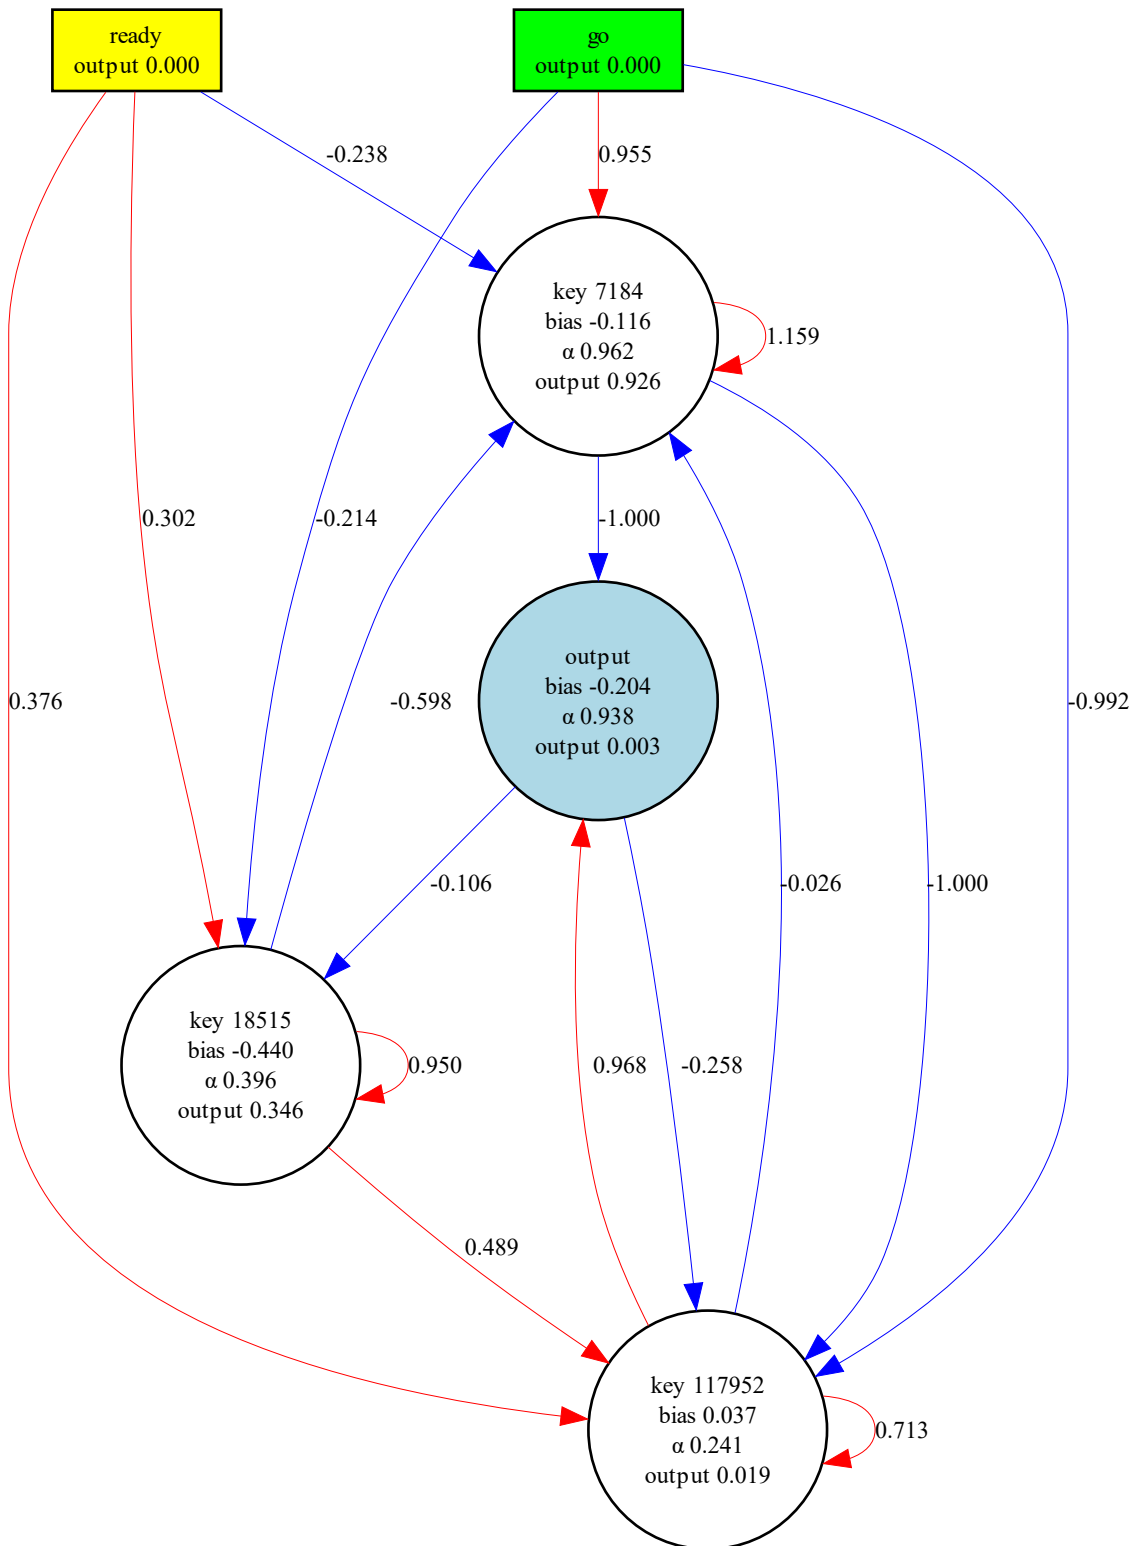 ready
output 0.000
go
output 0.000
-0.238
0.955
key 7184
bias -0.116
α 0.962
output 0.926
1.159
0.302
-0.214
-1.000
output
bias -0.204
α 0.938
output 0.003
0.376
-0.598
-0.992
-0.106
-0.026
-1.000
key 18515
bias -0.440
α 0.396
output 0.346
0.950
0.968
-0.258
0.489
key 117952
bias 0.037
α 0.241
output 0.019
0.713